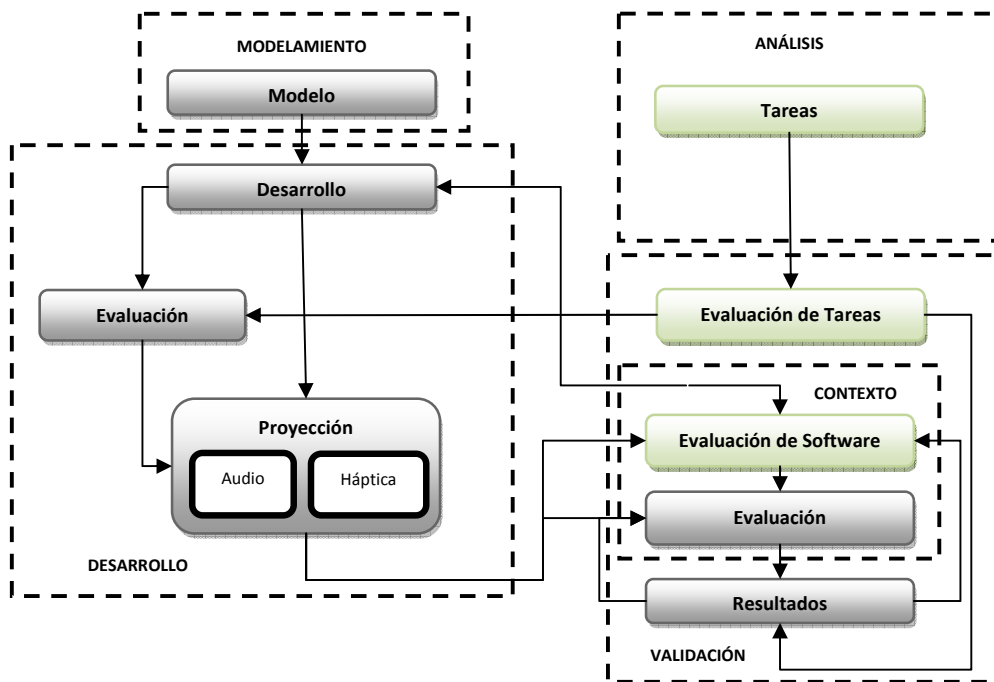 MODELAMIENTO
Modelo
ANÁLISIS
Tareas
Desarrollo
Evaluación
Evaluación de Tareas
CONTEXTO
Proyección
Audio
Háptica
Evaluación de Software
Evaluación
DESARROLLO
Resultados
VALIDACIÓN